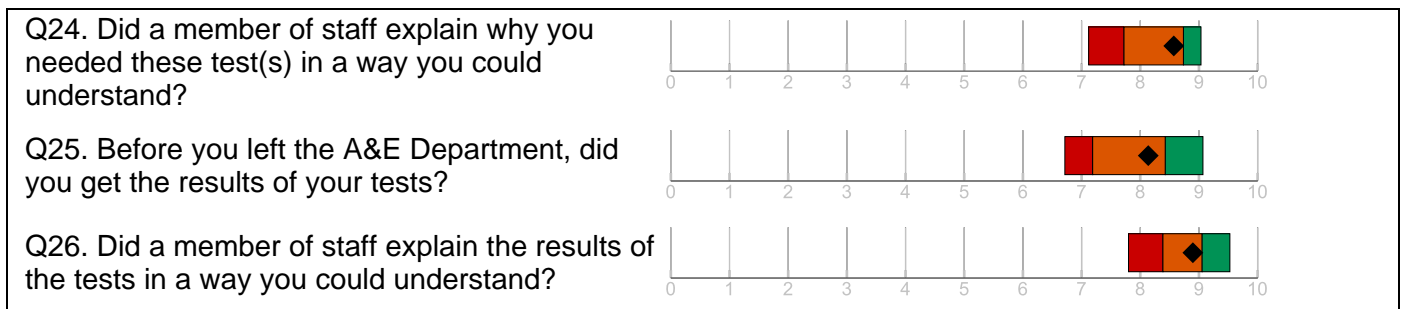 Q24. Did a member of staff explain why you
needed these test(s) in a way you could
understand?
0 1 2 3 4 5 6 7 8 9 10
Q25. Before you left the A&E Department, did
you get the results of your tests?
0 1 2 3 4 5 6 7 8 9 10
Q26. Did a member of staff explain the results of
the tests in a way you could understand?
0 1 2 3 4 5 6 7 8 9 10